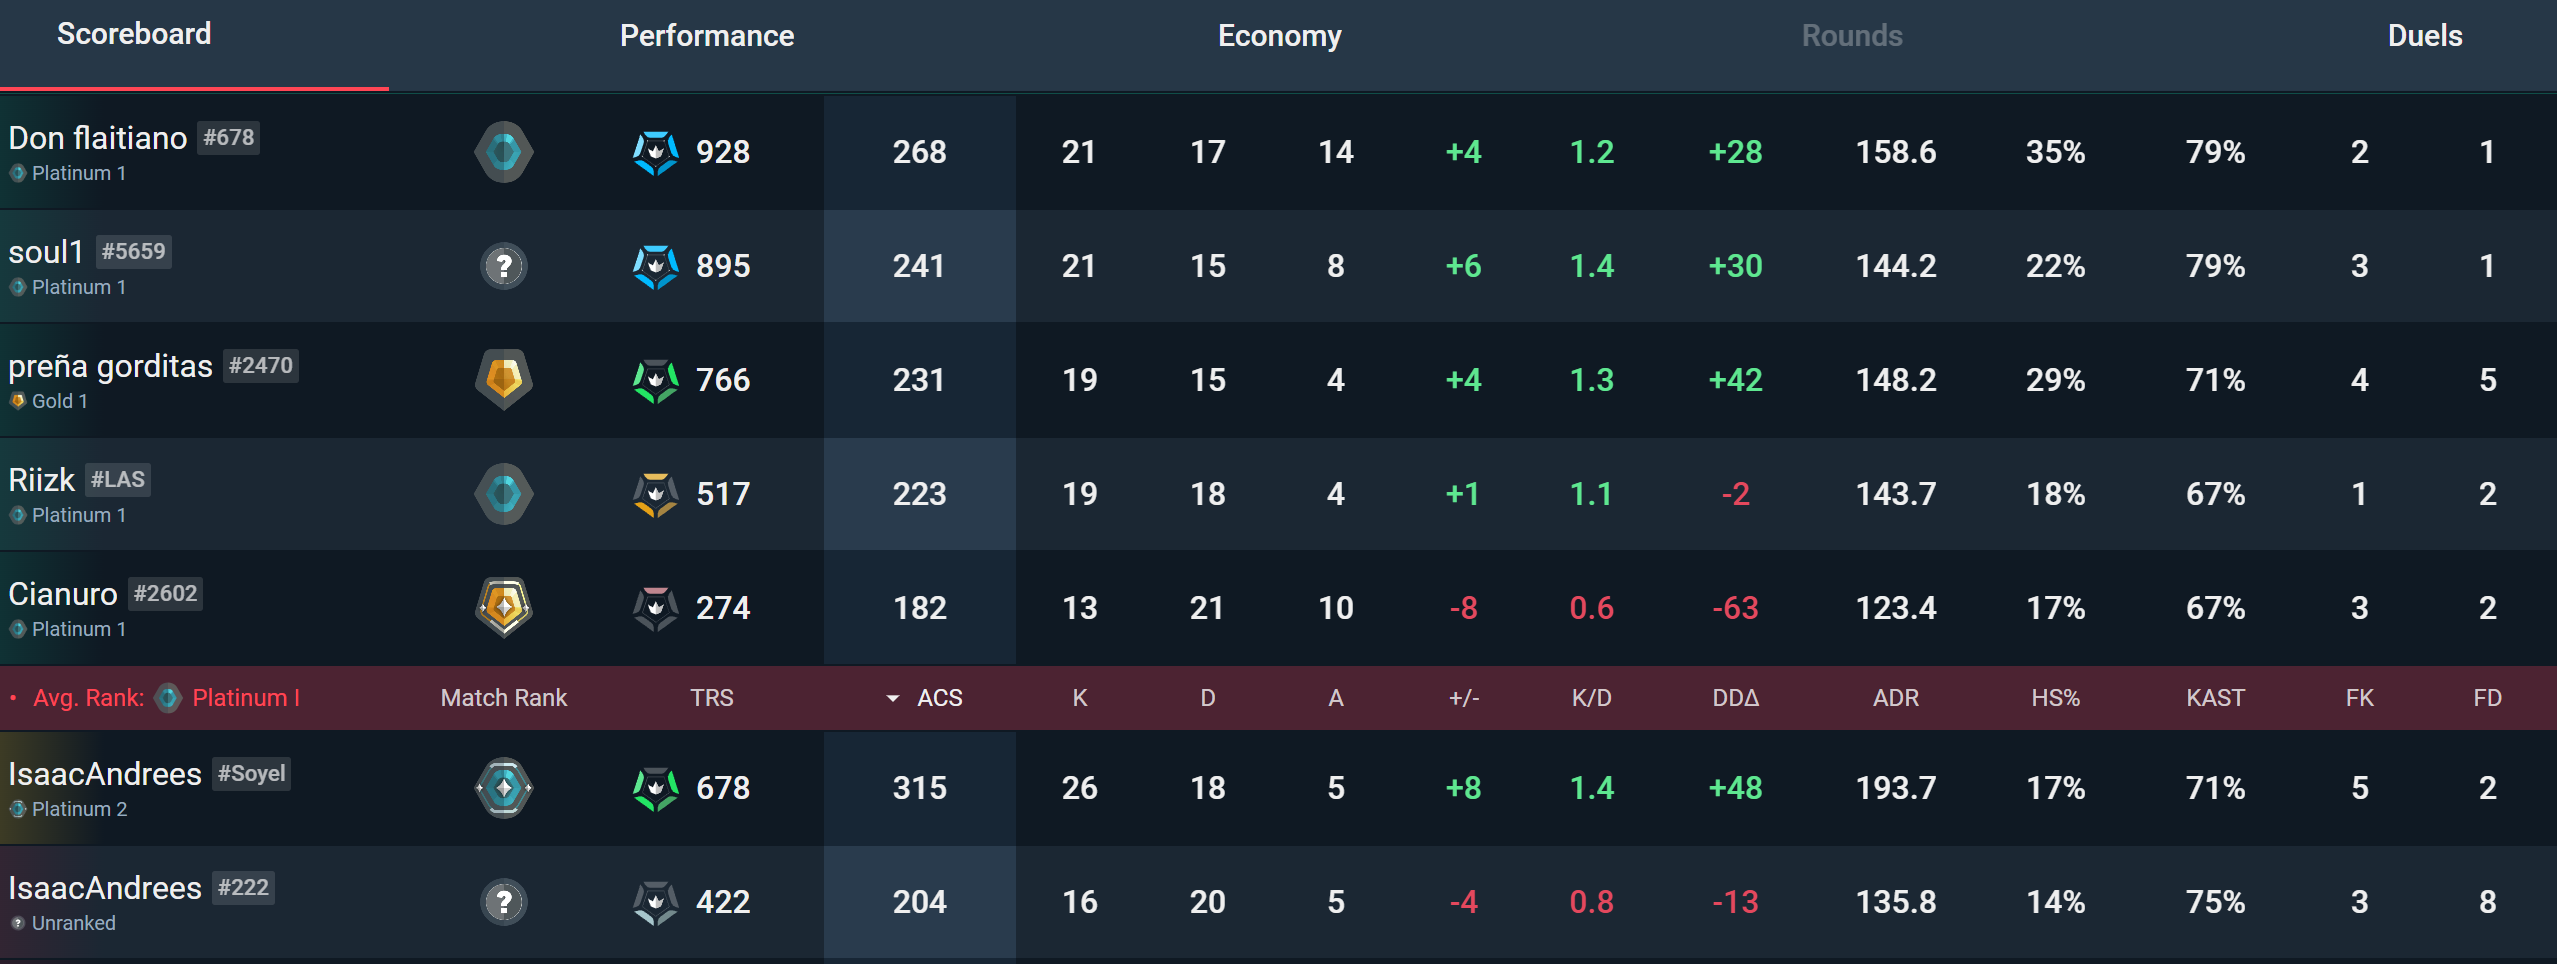 Scoreboard Performance Economy Rounds Duels
Don flaitiano #678
Platinum 1
928 268 21 17 14 +4 1.2 +28 158.6 35% 79% 2 1
soul1 #5659
Platinum 1
? 895 241 21 15 8 +6 1.4 +30 144.2 22% 79% 3 1
preña gorditas #2470
Gold 1
766 231 19 15 4 +4 1.3 +42 148.2 29% 71% 4 5
Riizk #LAS
Platinum 1
517 223 19 18 4 +1 1.1 -2 143.7 18% 67% 1 2
Cianuro #2602
Platinum 1
274 182 13 21 10 -8 0.6 -63 123.4 17% 67% 3 2
• Avg. Rank: Platinum I Match Rank TRS ACS K D A +/- K/D DDΔ ADR HS% KAST FK FD
IsaacAndrees #Soyel
Platinum 2
678 315 26 18 5 +8 1.4 +48 193.7 17% 71% 5 2
IsaacAndrees #222
? Unranked
? 422 204 16 20 5 -4 0.8 -13 135.8 14% 75% 3 8